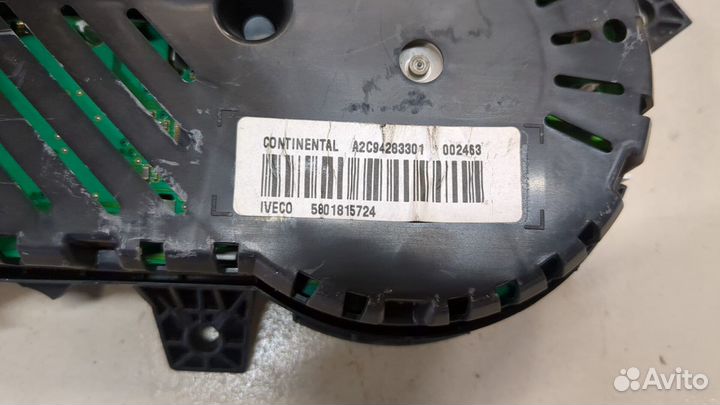 CONTINENTAL A2C94283301 002463
IVECO 5801815724
Avito